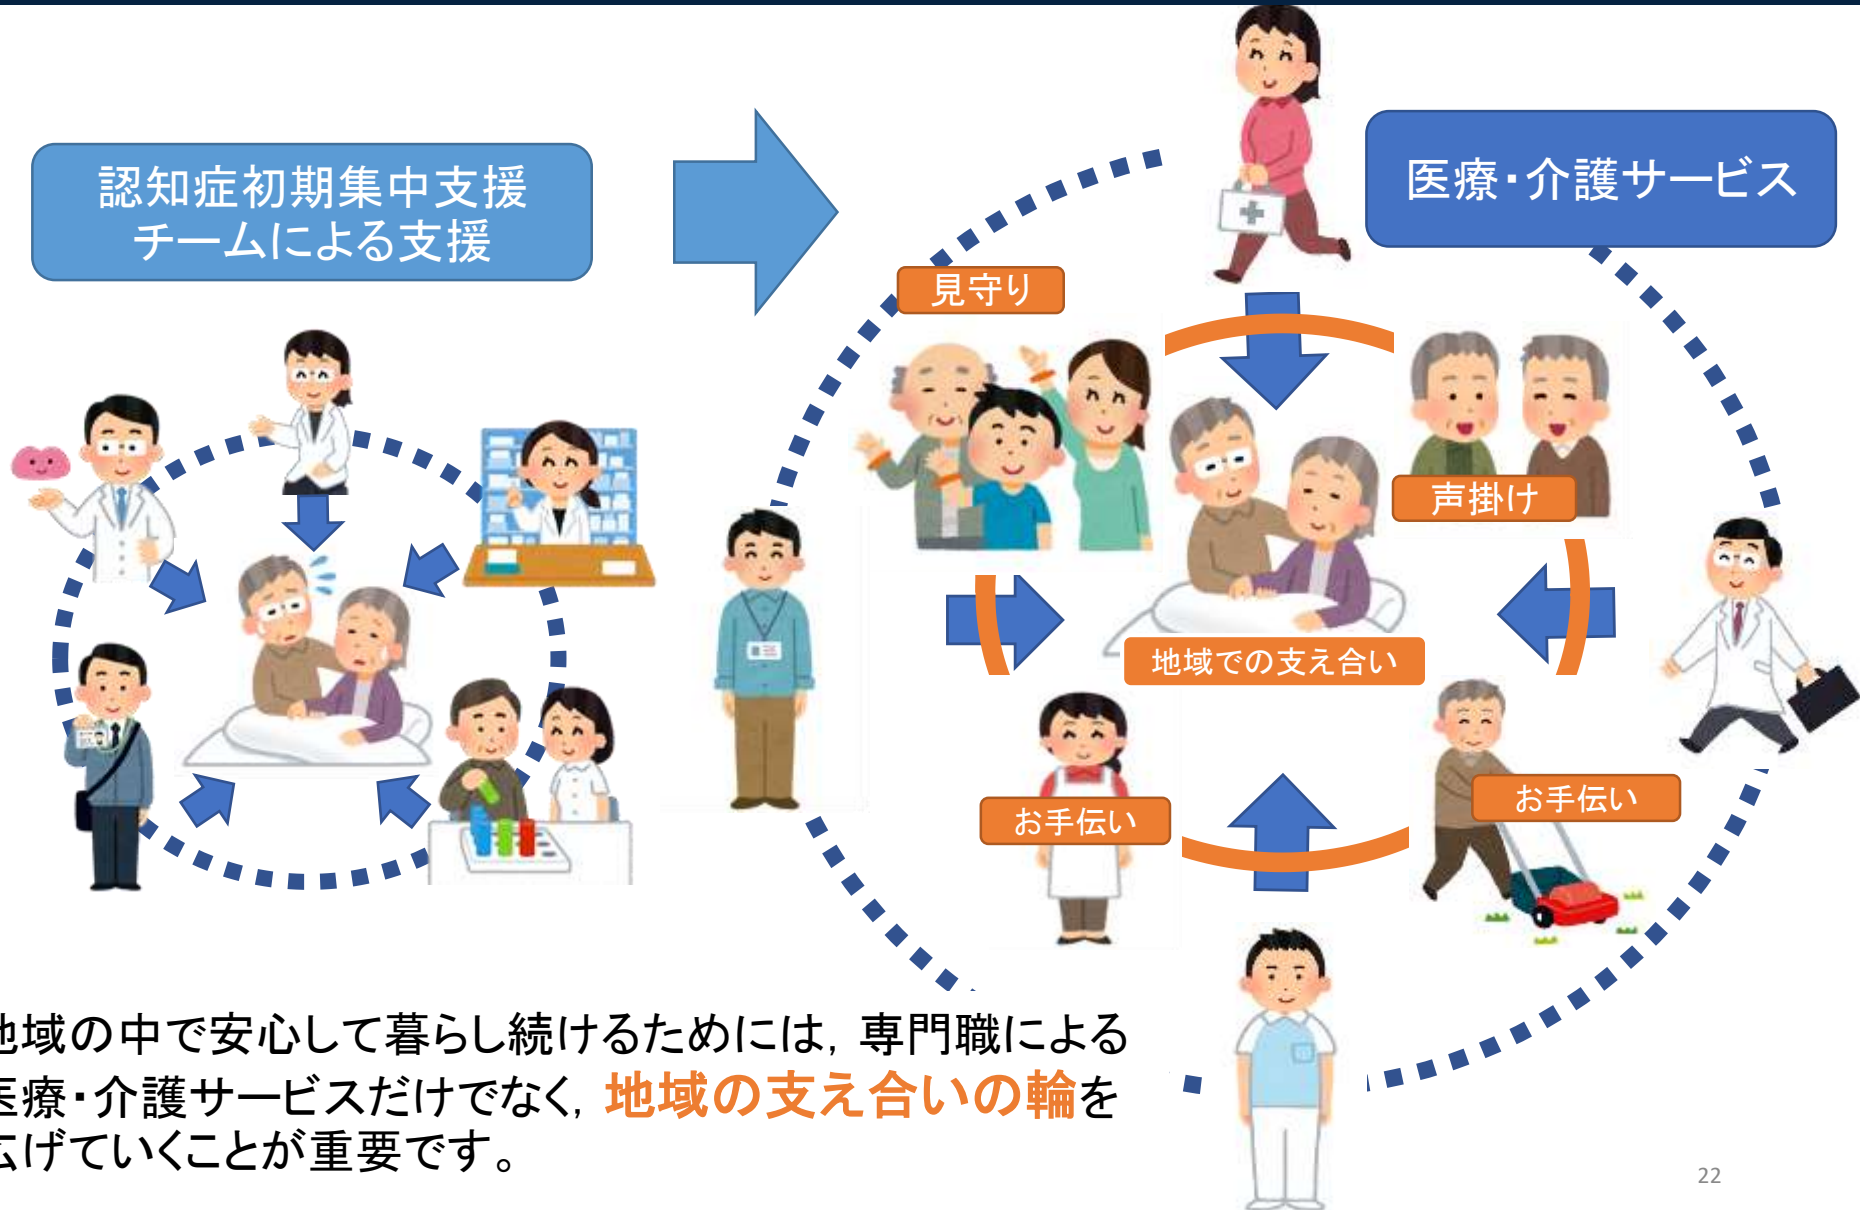 認知症初期集中支援
チームによる支援
医療・介護サービス
見守り
声掛け
地域での支え合い
お手伝い
お手伝い
地域の中で安心して暮らし続けるためには，専門職による
医療・介護サービスだけでなく，地域の支え合いの輪を
広げていくことが重要です。
22